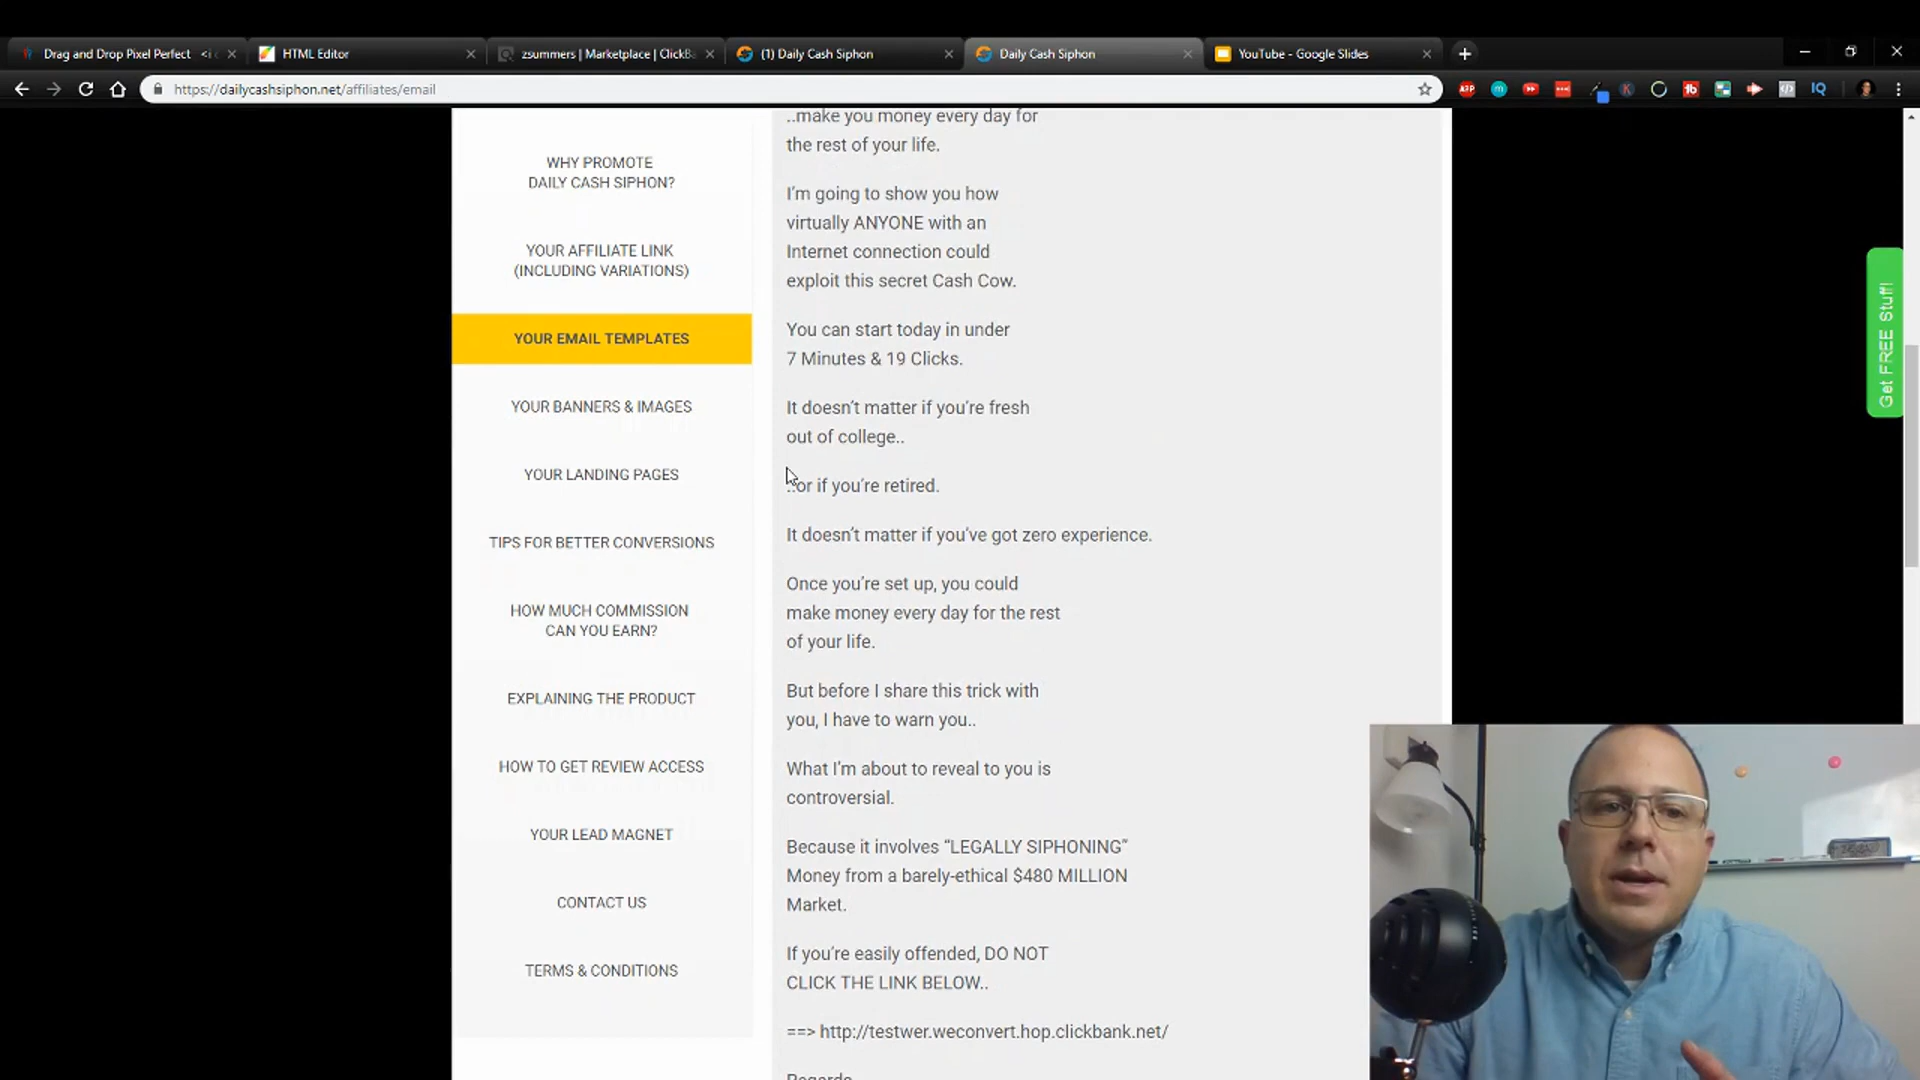 Drag and Drop Pixel Perfect
HTML Editor
zsummers | Marketplace | ClickBa
(1) Daily Cash Siphon
Daily Cash Siphon
YouTube - Google Slides
https://dailycashsiphon.net/affiliates/email
WHY PROMOTE
DAILY CASH SIPHON?
YOUR AFFILIATE LINK
(INCLUDING VARIATIONS)
YOUR EMAIL TEMPLATES
YOUR BANNERS & IMAGES
YOUR LANDING PAGES
TIPS FOR BETTER CONVERSIONS
HOW MUCH COMMISSION
CAN YOU EARN?
EXPLAINING THE PRODUCT
HOW TO GET REVIEW ACCESS
YOUR LEAD MAGNET
CONTACT US
TERMS & CONDITIONS
..make you money every day for
the rest of your life.
I'm going to show you how
virtually ANYONE with an
Internet connection could
exploit this secret Cash Cow.
You can start today in under
7 Minutes & 19 Clicks.
It doesn't matter if you're fresh
out of college..
..or if you're retired.
It doesn't matter if you've got zero experience.
Once you're set up, you could
make money every day for the rest
of your life.
But before I share this trick with
you, I have to warn you..
What I'm about to reveal to you is
controversial.
Because it involves “LEGALLY SIPHONING”
Money from a barely-ethical $480 MILLION
Market.
If you're easily offended, DO NOT
CLICK THE LINK BELOW..
==> http://testwer.weconvert.hop.clickbank.net/
Regards
Get FREE Stuff!